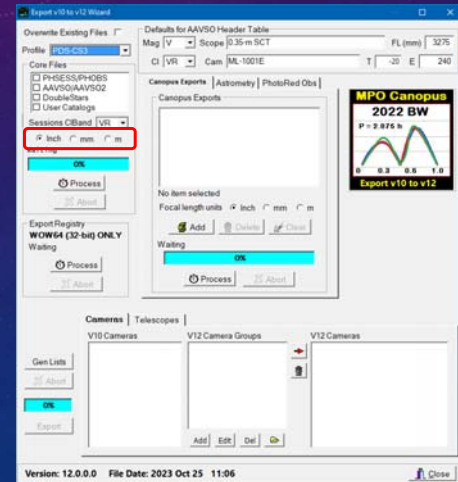 Export v10 to v12 Wizard
Overwrite Existing Files
Profile PDS-CS3
Core Files
PHSESS/PHOBS
AAVSO/AAVSO2
DoubleStars
User Catalogs
Sessions CIBand VR
Inch mm m
0%
Process
Abort
Export Registry
WOW64 (32-bit) ONLY
Waiting
Process
Abort
Defaults for AAVSO Header Table
Mag V Scope 0.35-m SCT FL (mm) 3275
CI VR Cam ML-1001E T -20 E 240
Canopus Exports Astrometry PhotoRed Obs
Canopus Exports
No item selected
Focal length units Inch mm m
Add Delete Clear
Waiting
0%
Process Abort
MPO Canopus
2022 BW
P = 2.875 h
0 0.3 0.6 1.0
Export v10 to v12
Cameras Telescopes
V10 Cameras V12 Camera Groups V12 Cameras
Gen Lists
Abort
0%
Export
Add Edt Del
Version: 12.0.0.0 File Date: 2023 Oct 25 11:06
Close